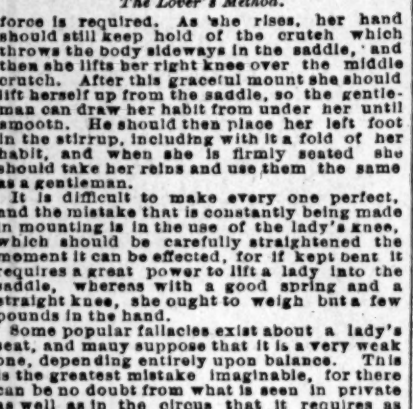 The Lover's Method.
force is required. As she rises, her hand
should still keep hold of the crutch which
throws the body sideways in the saddle, and
then she lifts her right knee over the middle
crutch. After this graceful mount she should
lift herself up from the saddle, so the gentle-
man can draw her habit from under her until
smooth. He should then place her left foot
in the stirrup, including with it a fold of her
habit, and when she is firmly seated she
should take her reins and use them the same
as a gentleman.
It is difficult to make every one perfect,
and the mistake that is constantly being made
in mounting is in the use of the lady's knee,
which should be carefully straightened the
moment it can be effected, for if kept bent it
requires a great power to lift a lady into the
saddle, whereas with a good spring and a
straight knee, she ought to weigh but a few
pounds in the hand.
Some popular fallacies exist about a lady's
seat, and many suppose that it is a very weak
one, depending entirely upon balance. This
is the greatest mistake imaginable, for there
can be no doubt from what is seen in private
as well as in the circus that it requires as